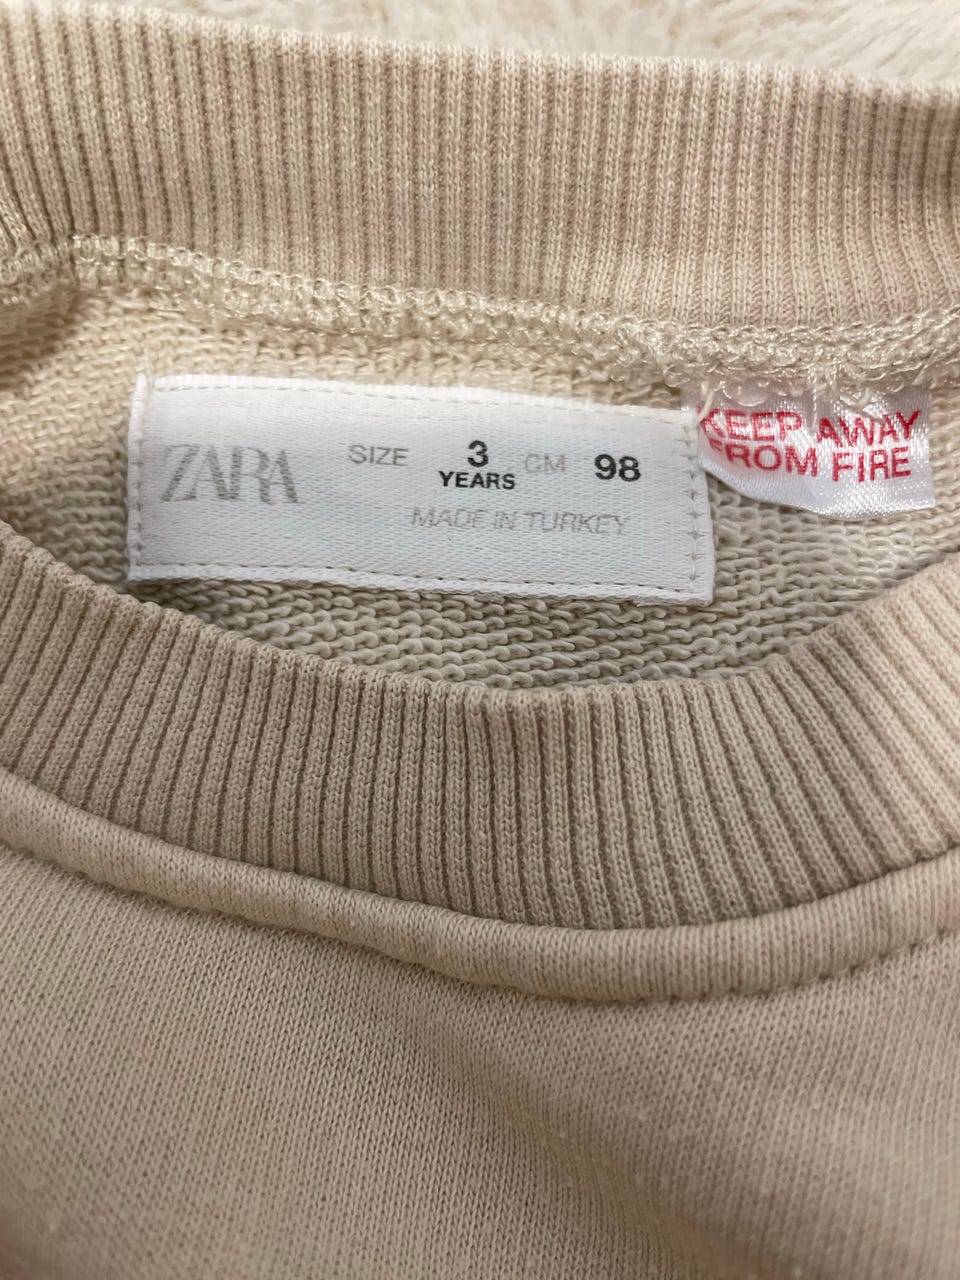 ZARA SIZE 3 YEARS CM 98
MADE IN TURKEY
KEEP AWAY
FROM FIRE